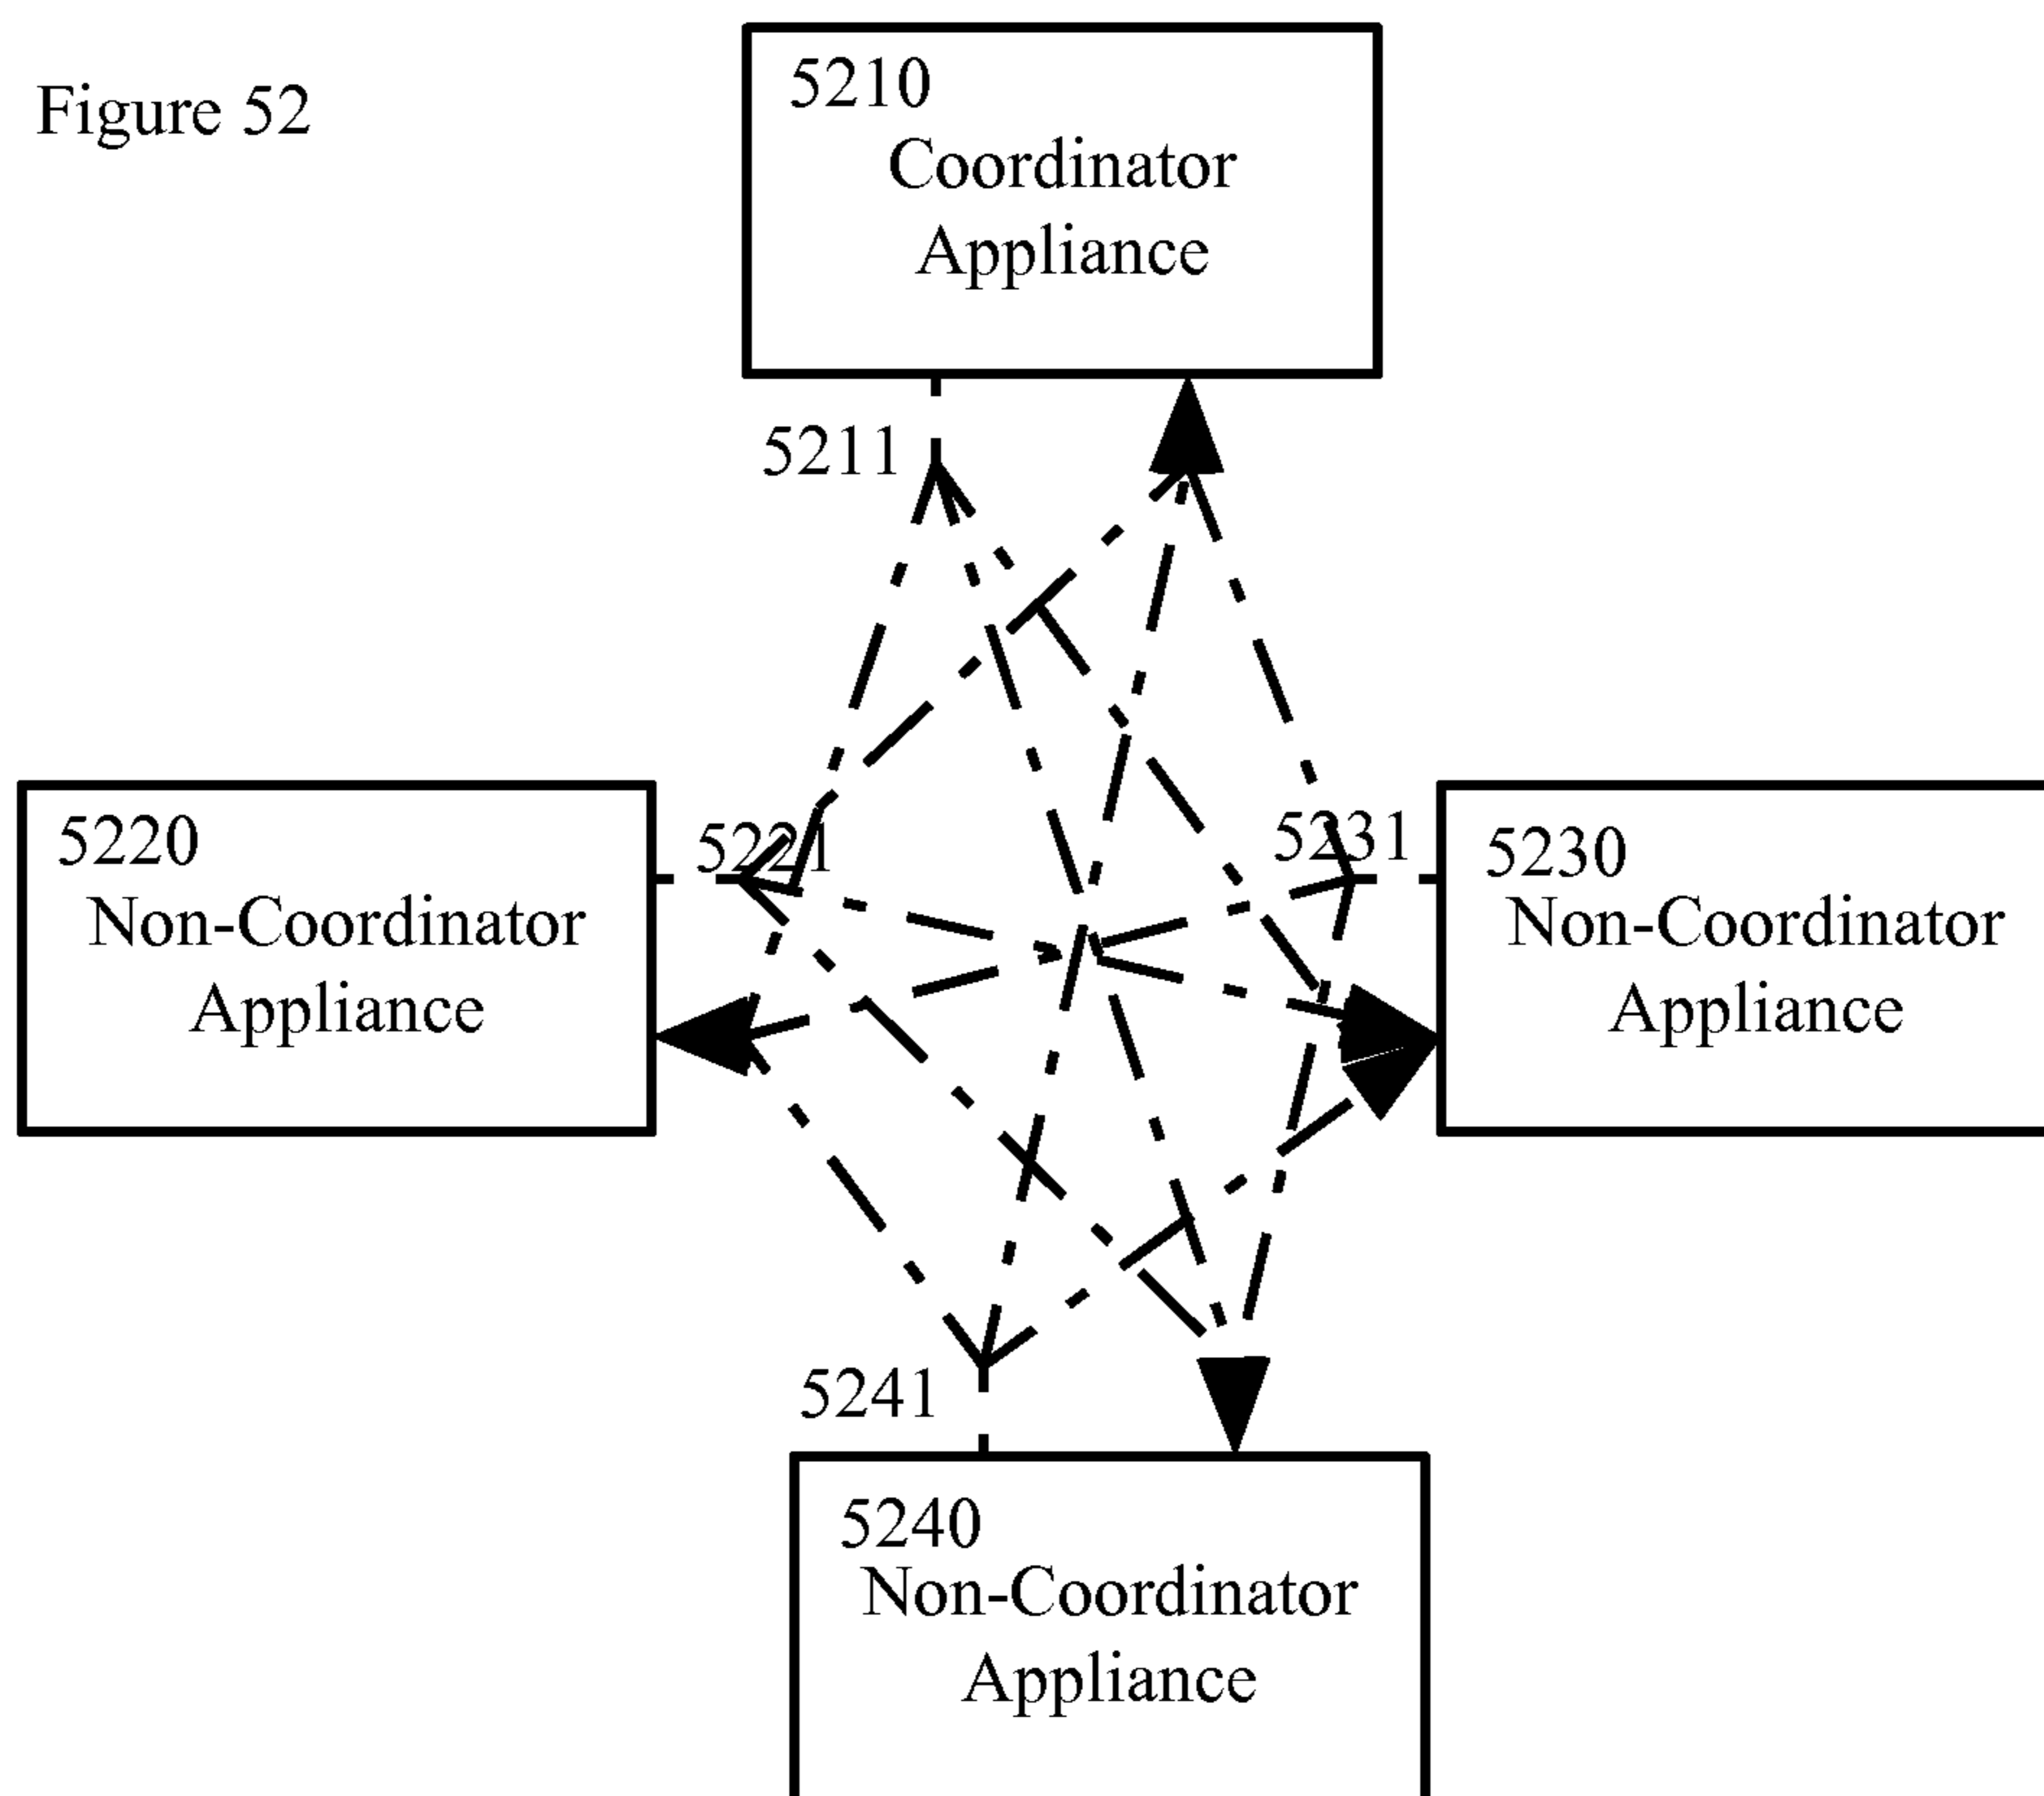 Figure 52
5210
Coordinator
Appliance
5211
5220
Non-Coordinator
Appliance
5221
5231
5230
Non-Coordinator
Appliance
5241
5240
Non-Coordinator
Appliance